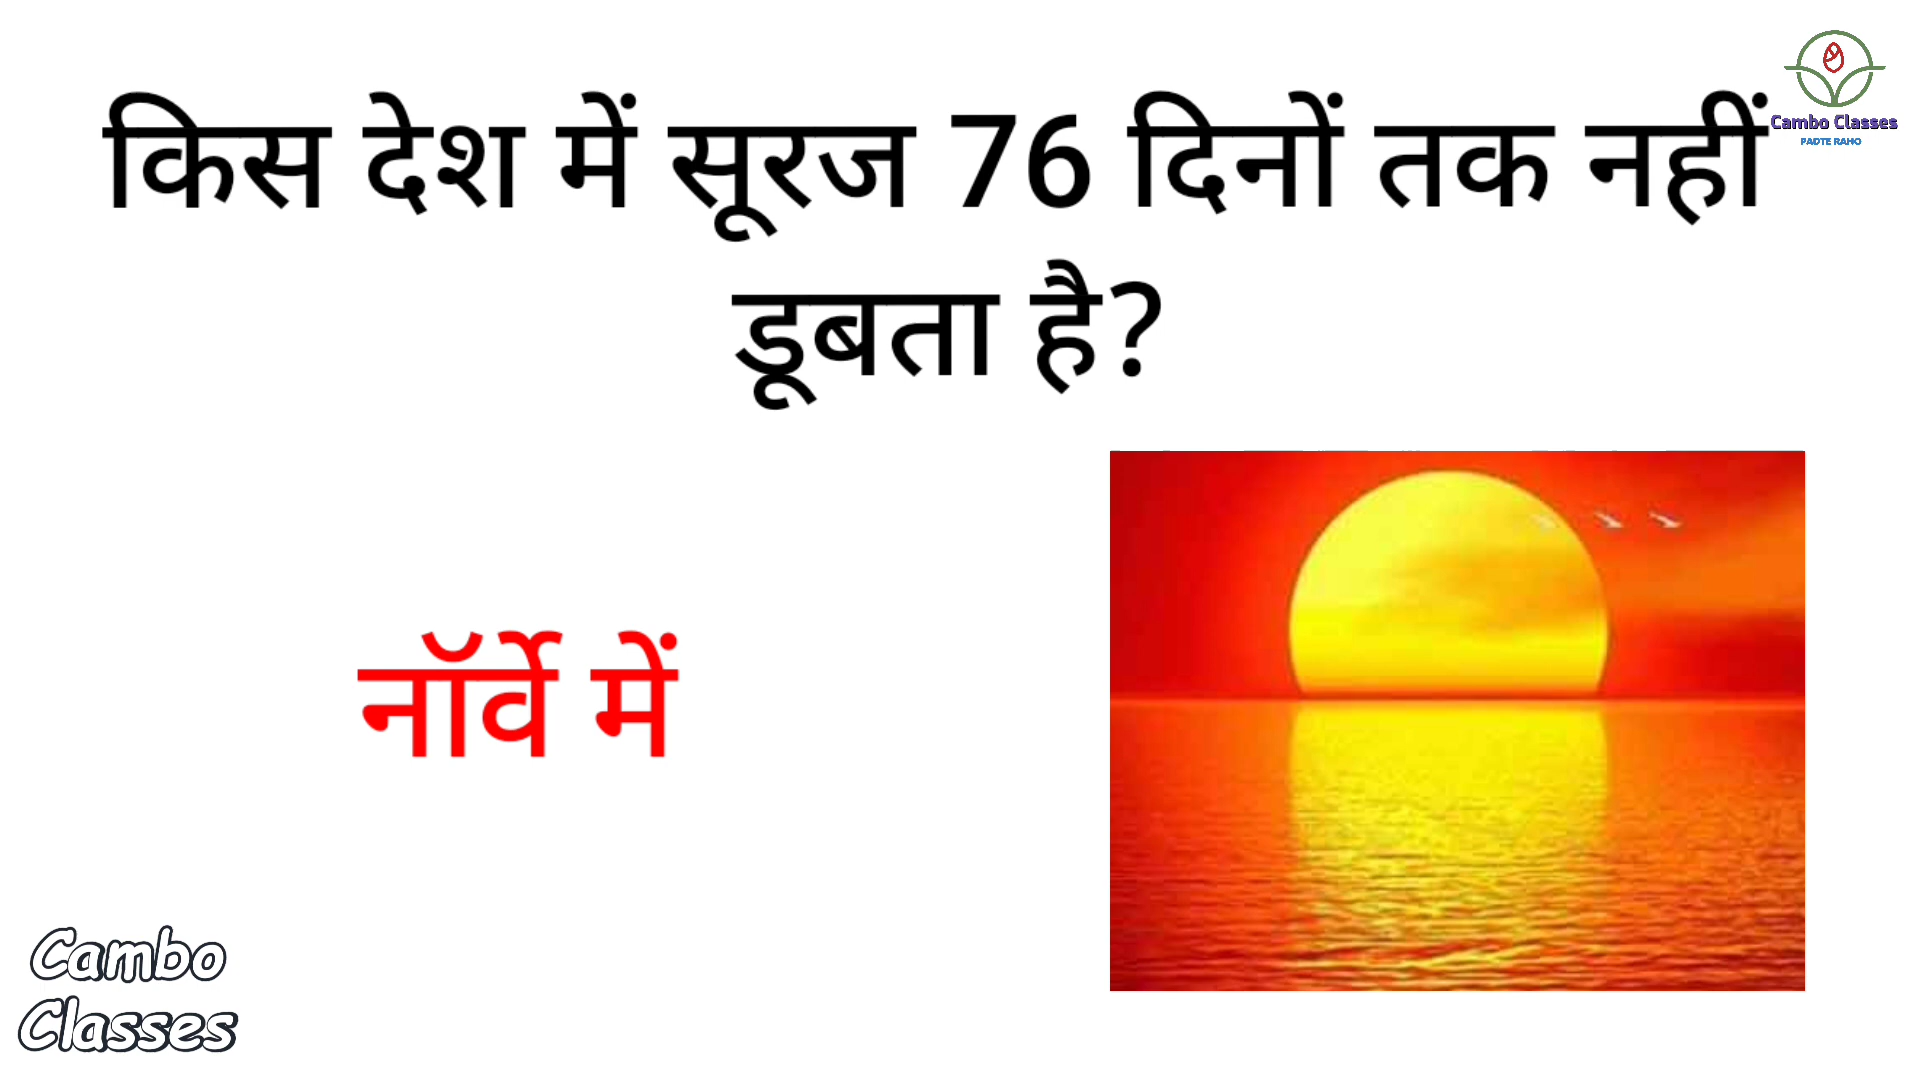 किस देश में सूरज 76 दिनों तक नहीं
डूबता है?
Cambo Classes
PADTE RAHO
नॉर्वे में
Cambo
Classes